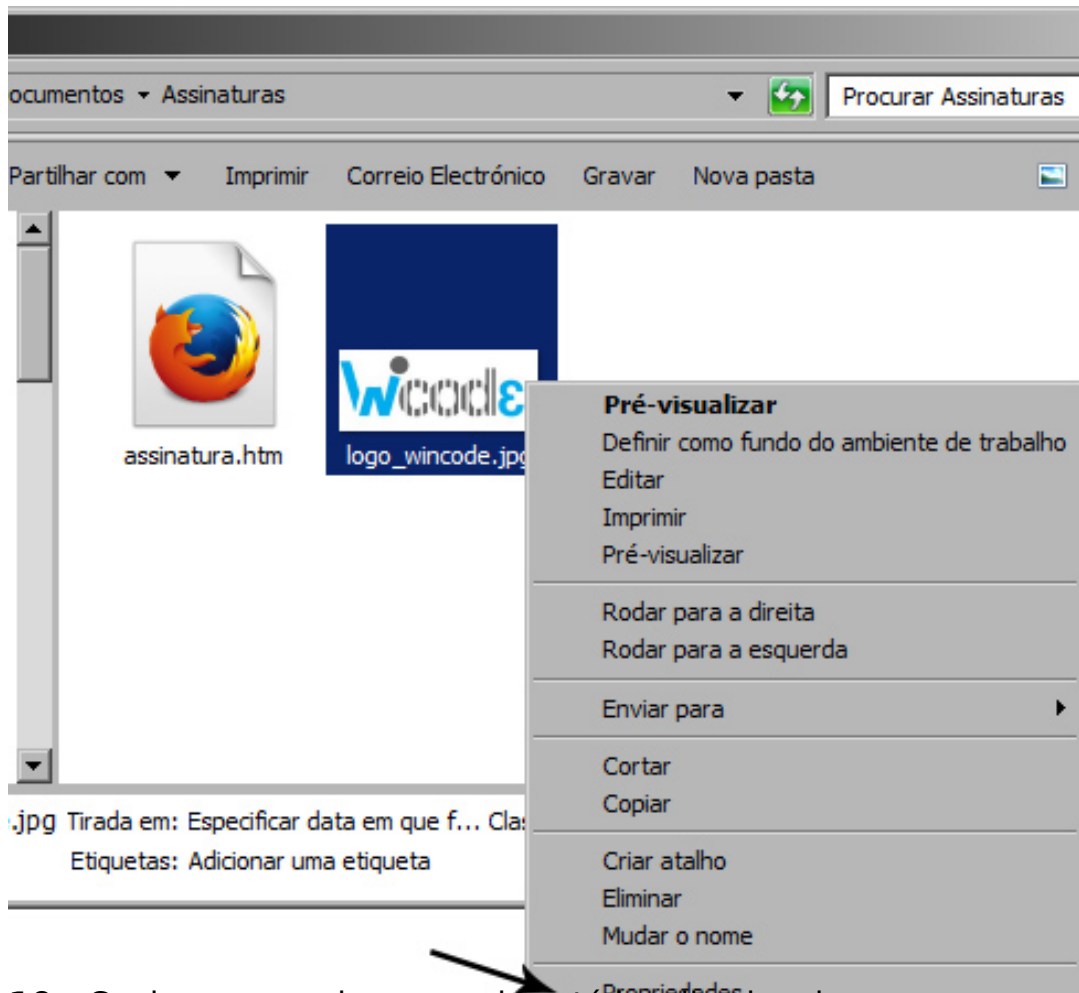 ocumentos Assinaturas
Procurar Assinaturas
Partilhar com Imprimir Correio Electrónico Gravar Nova pasta
Wincode
assinatura.htm
logo_wincode.jpg
Pré-visualizar
Definir como fundo do ambiente de trabalho
Editar
Imprimir
Pré-visualizar
Rodar para a direita
Rodar para a esquerda
Enviar para
Cortar
Copiar
Criar atalho
Eliminar
Mudar o nome
Propriedades
.jpg Tirada em: Especificar data em que f... Clas
Etiquetas: Adicionar uma etiqueta